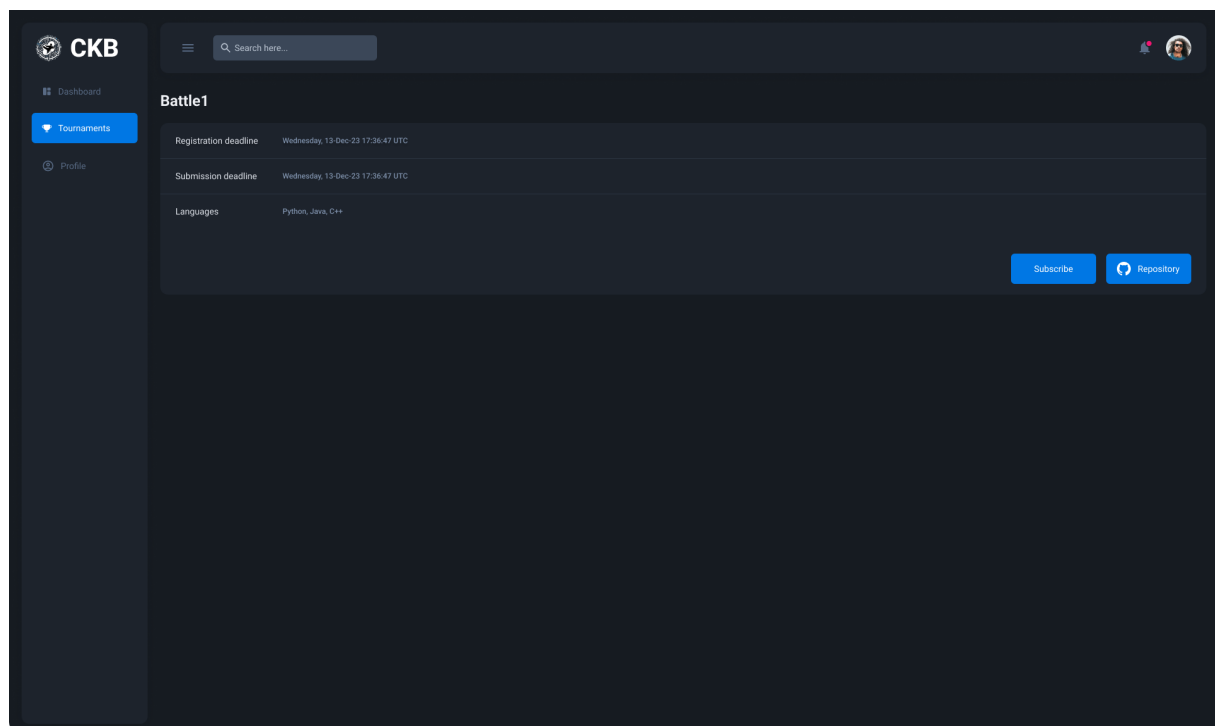 CKB
Search here...
Dashboard
Tournaments
Profile
Battle1
Registration deadline Wednesday, 13-Dec-23 17:36:47 UTC
Submission deadline Wednesday, 13-Dec-23 17:36:47 UTC
Languages Python, Java, C++
Subscribe Repository